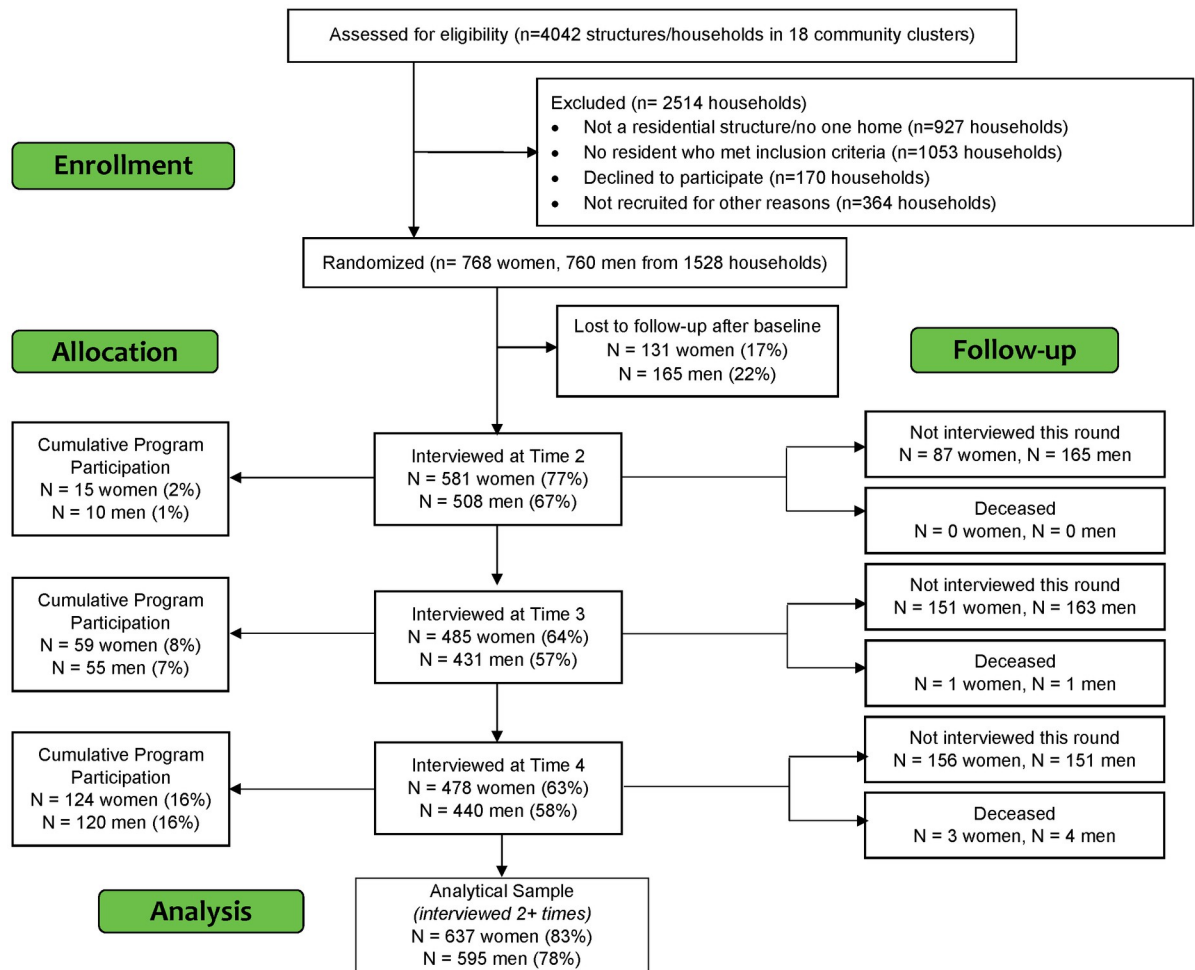 Assessed for eligibility (n=4042 structures/households in 18 community clusters)
Excluded (n= 2514 households)
• Not a residential structure/no one home (n=927 households)
• No resident who met inclusion criteria (n=1053 households)
• Declined to participate (n=170 households)
• Not recruited for other reasons (n=364 households)
Enrollment
Randomized (n= 768 women, 760 men from 1528 households)
Lost to follow-up after baseline
N = 131 women (17%)
N = 165 men (22%)
Allocation
Follow-up
Cumulative Program
Participation
N = 15 women (2%)
N = 10 men (1%)
Interviewed at Time 2
N = 581 women (77%)
N = 508 men (67%)
Not interviewed this round
N = 87 women, N = 165 men
Deceased
N = 0 women, N = 0 men
Cumulative Program
Participation
N = 59 women (8%)
N = 55 men (7%)
Interviewed at Time 3
N = 485 women (64%)
N = 431 men (57%)
Not interviewed this round
N = 151 women, N = 163 men
Deceased
N = 1 women, N = 1 men
Cumulative Program
Participation
N = 124 women (16%)
N = 120 men (16%)
Interviewed at Time 4
N = 478 women (63%)
N = 440 men (58%)
Not interviewed this round
N = 156 women, N = 151 men
Deceased
N = 3 women, N = 4 men
Analysis
Analytical Sample
(interviewed 2+ times)
N = 637 women (83%)
N = 595 men (78%)